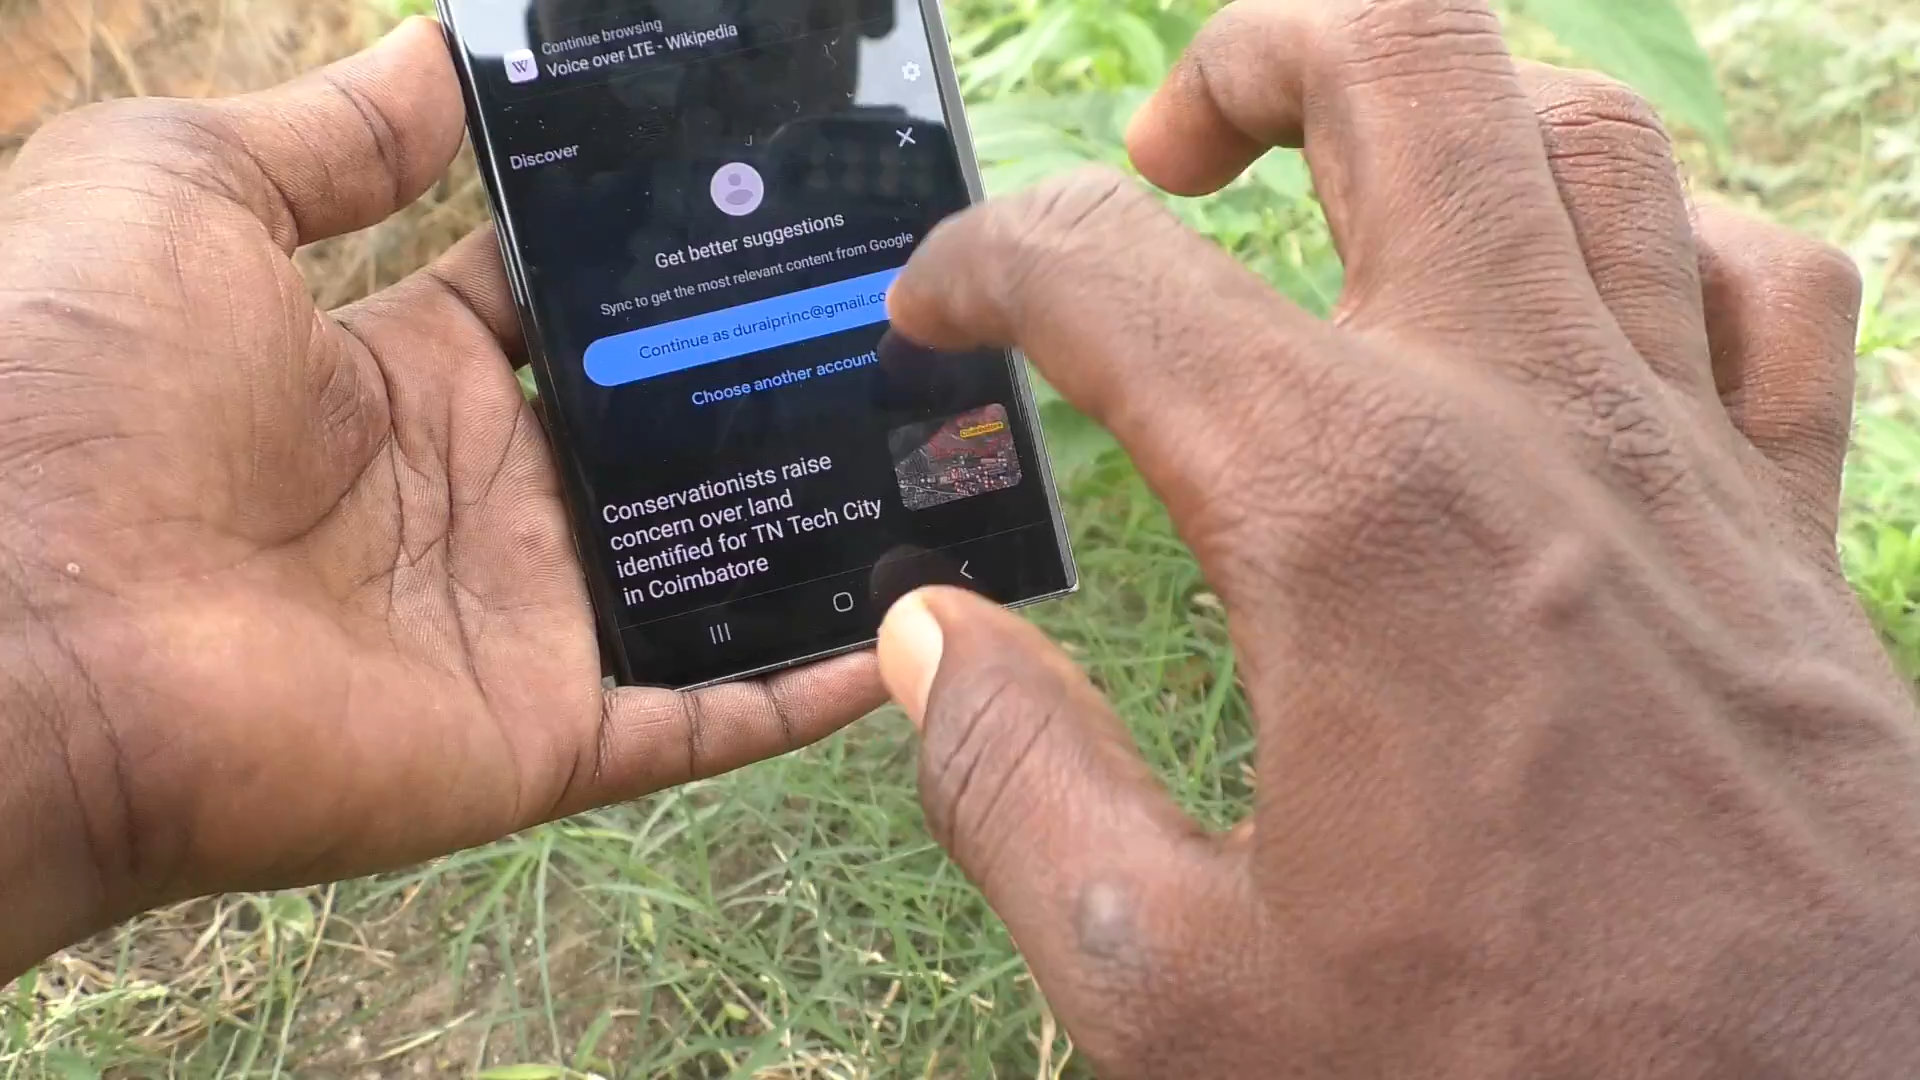 Continue browsing
W
Voice over LTE - Wikipedia
Discover
Get better suggestions
Sync to get the most relevant content from Google
Continue as duraiprinc@gmail.co
Choose another account
Coimbatore
Conservationists raise
concern over land
identified for TN Tech City
in Coimbatore